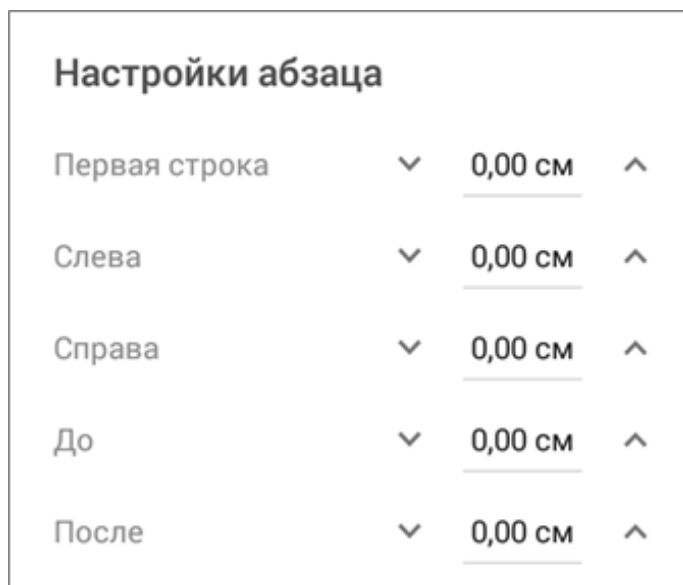 Настройки абзаца
Первая строка 0,00 см
Слева 0,00 см
Справа 0,00 см
До 0,00 см
После 0,00 см